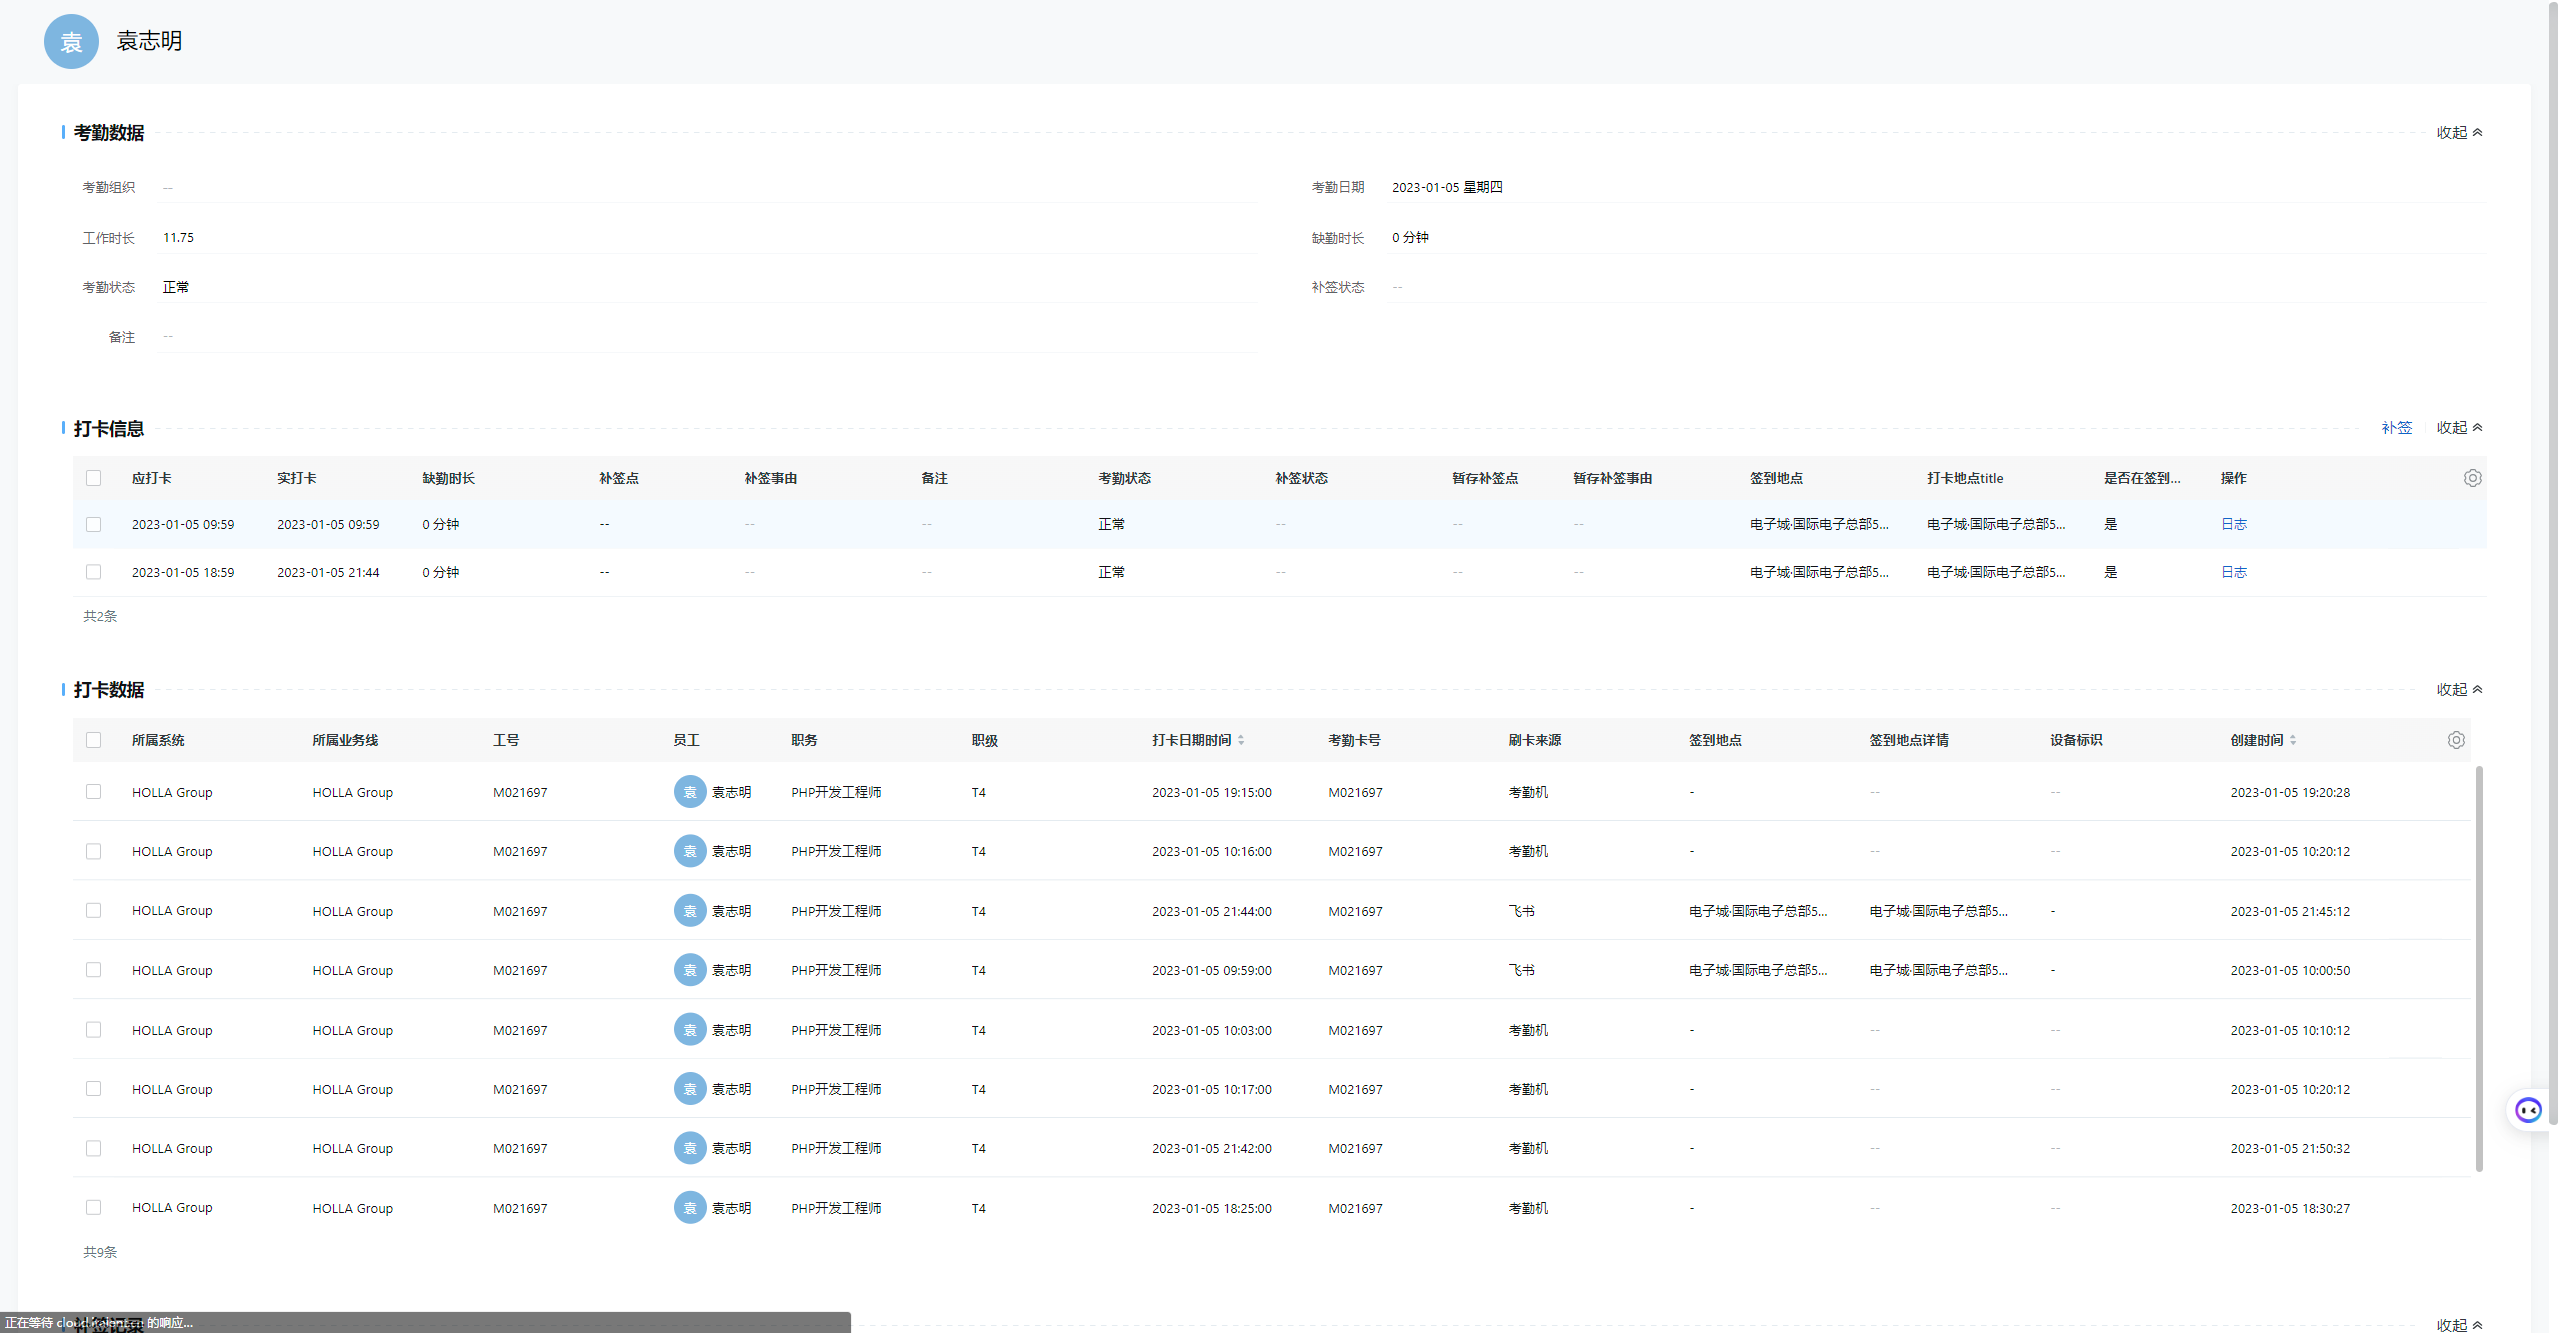 袁 袁志明
考勤数据 收起
考勤组织 -- 考勤日期 2023-01-05 星期四
工作时长 11.75 缺勤时长 0 分钟
考勤状态 正常 补签状态 --
备注 --
打卡信息 补签 收起
应打卡 实打卡 缺勤时长 补签点 补签事由 备注 考勤状态 补签状态 暂存补签点 暂存补签事由 签到地点 打卡地点title 是否在签到... 操作
2023-01-05 09:59 2023-01-05 09:59 0 分钟 -- -- -- 正常 -- -- -- 电子城·国际电子总部5... 电子城·国际电子总部5... 是 日志
2023-01-05 18:59 2023-01-05 21:44 0 分钟 -- -- -- 正常 -- -- -- 电子城·国际电子总部5... 电子城·国际电子总部5... 是 日志
共2条
打卡数据 收起
所属系统 所属业务线 工号 员工 职务 职级 打卡日期时间 考勤卡号 刷卡来源 签到地点 签到地点详情 设备标识 创建时间
HOLLA Group HOLLA Group M021697 袁 袁志明 PHP开发工程师 T4 2023-01-05 19:15:00 M021697 考勤机 - -- -- 2023-01-05 19:20:28
HOLLA Group HOLLA Group M021697 袁 袁志明 PHP开发工程师 T4 2023-01-05 10:16:00 M021697 考勤机 - -- -- 2023-01-05 10:20:12
HOLLA Group HOLLA Group M021697 袁 袁志明 PHP开发工程师 T4 2023-01-05 21:44:00 M021697 飞书 电子城·国际电子总部5... 电子城·国际电子总部5... - 2023-01-05 21:45:12
HOLLA Group HOLLA Group M021697 袁 袁志明 PHP开发工程师 T4 2023-01-05 09:59:00 M021697 飞书 电子城·国际电子总部5... 电子城·国际电子总部5... - 2023-01-05 10:00:50
HOLLA Group HOLLA Group M021697 袁 袁志明 PHP开发工程师 T4 2023-01-05 10:03:00 M021697 考勤机 - -- -- 2023-01-05 10:10:12
HOLLA Group HOLLA Group M021697 袁 袁志明 PHP开发工程师 T4 2023-01-05 10:17:00 M021697 考勤机 - -- -- 2023-01-05 10:20:12
HOLLA Group HOLLA Group M021697 袁 袁志明 PHP开发工程师 T4 2023-01-05 21:42:00 M021697 考勤机 - -- -- 2023-01-05 21:50:32
HOLLA Group HOLLA Group M021697 袁 袁志明 PHP开发工程师 T4 2023-01-05 18:25:00 M021697 考勤机 - -- -- 2023-01-05 18:30:27
共9条
正在等待 的响应... 收起